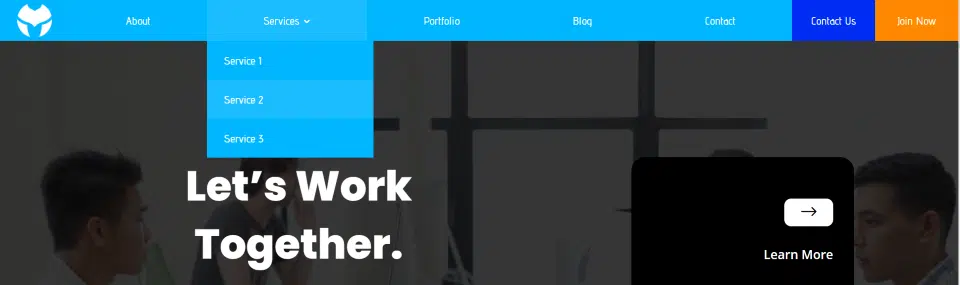 About
Services
Portfolio
Blog
Contact
Contact Us
Join Now
Service 1
Service 2
Service 3
Let's Work
Together.
Learn More